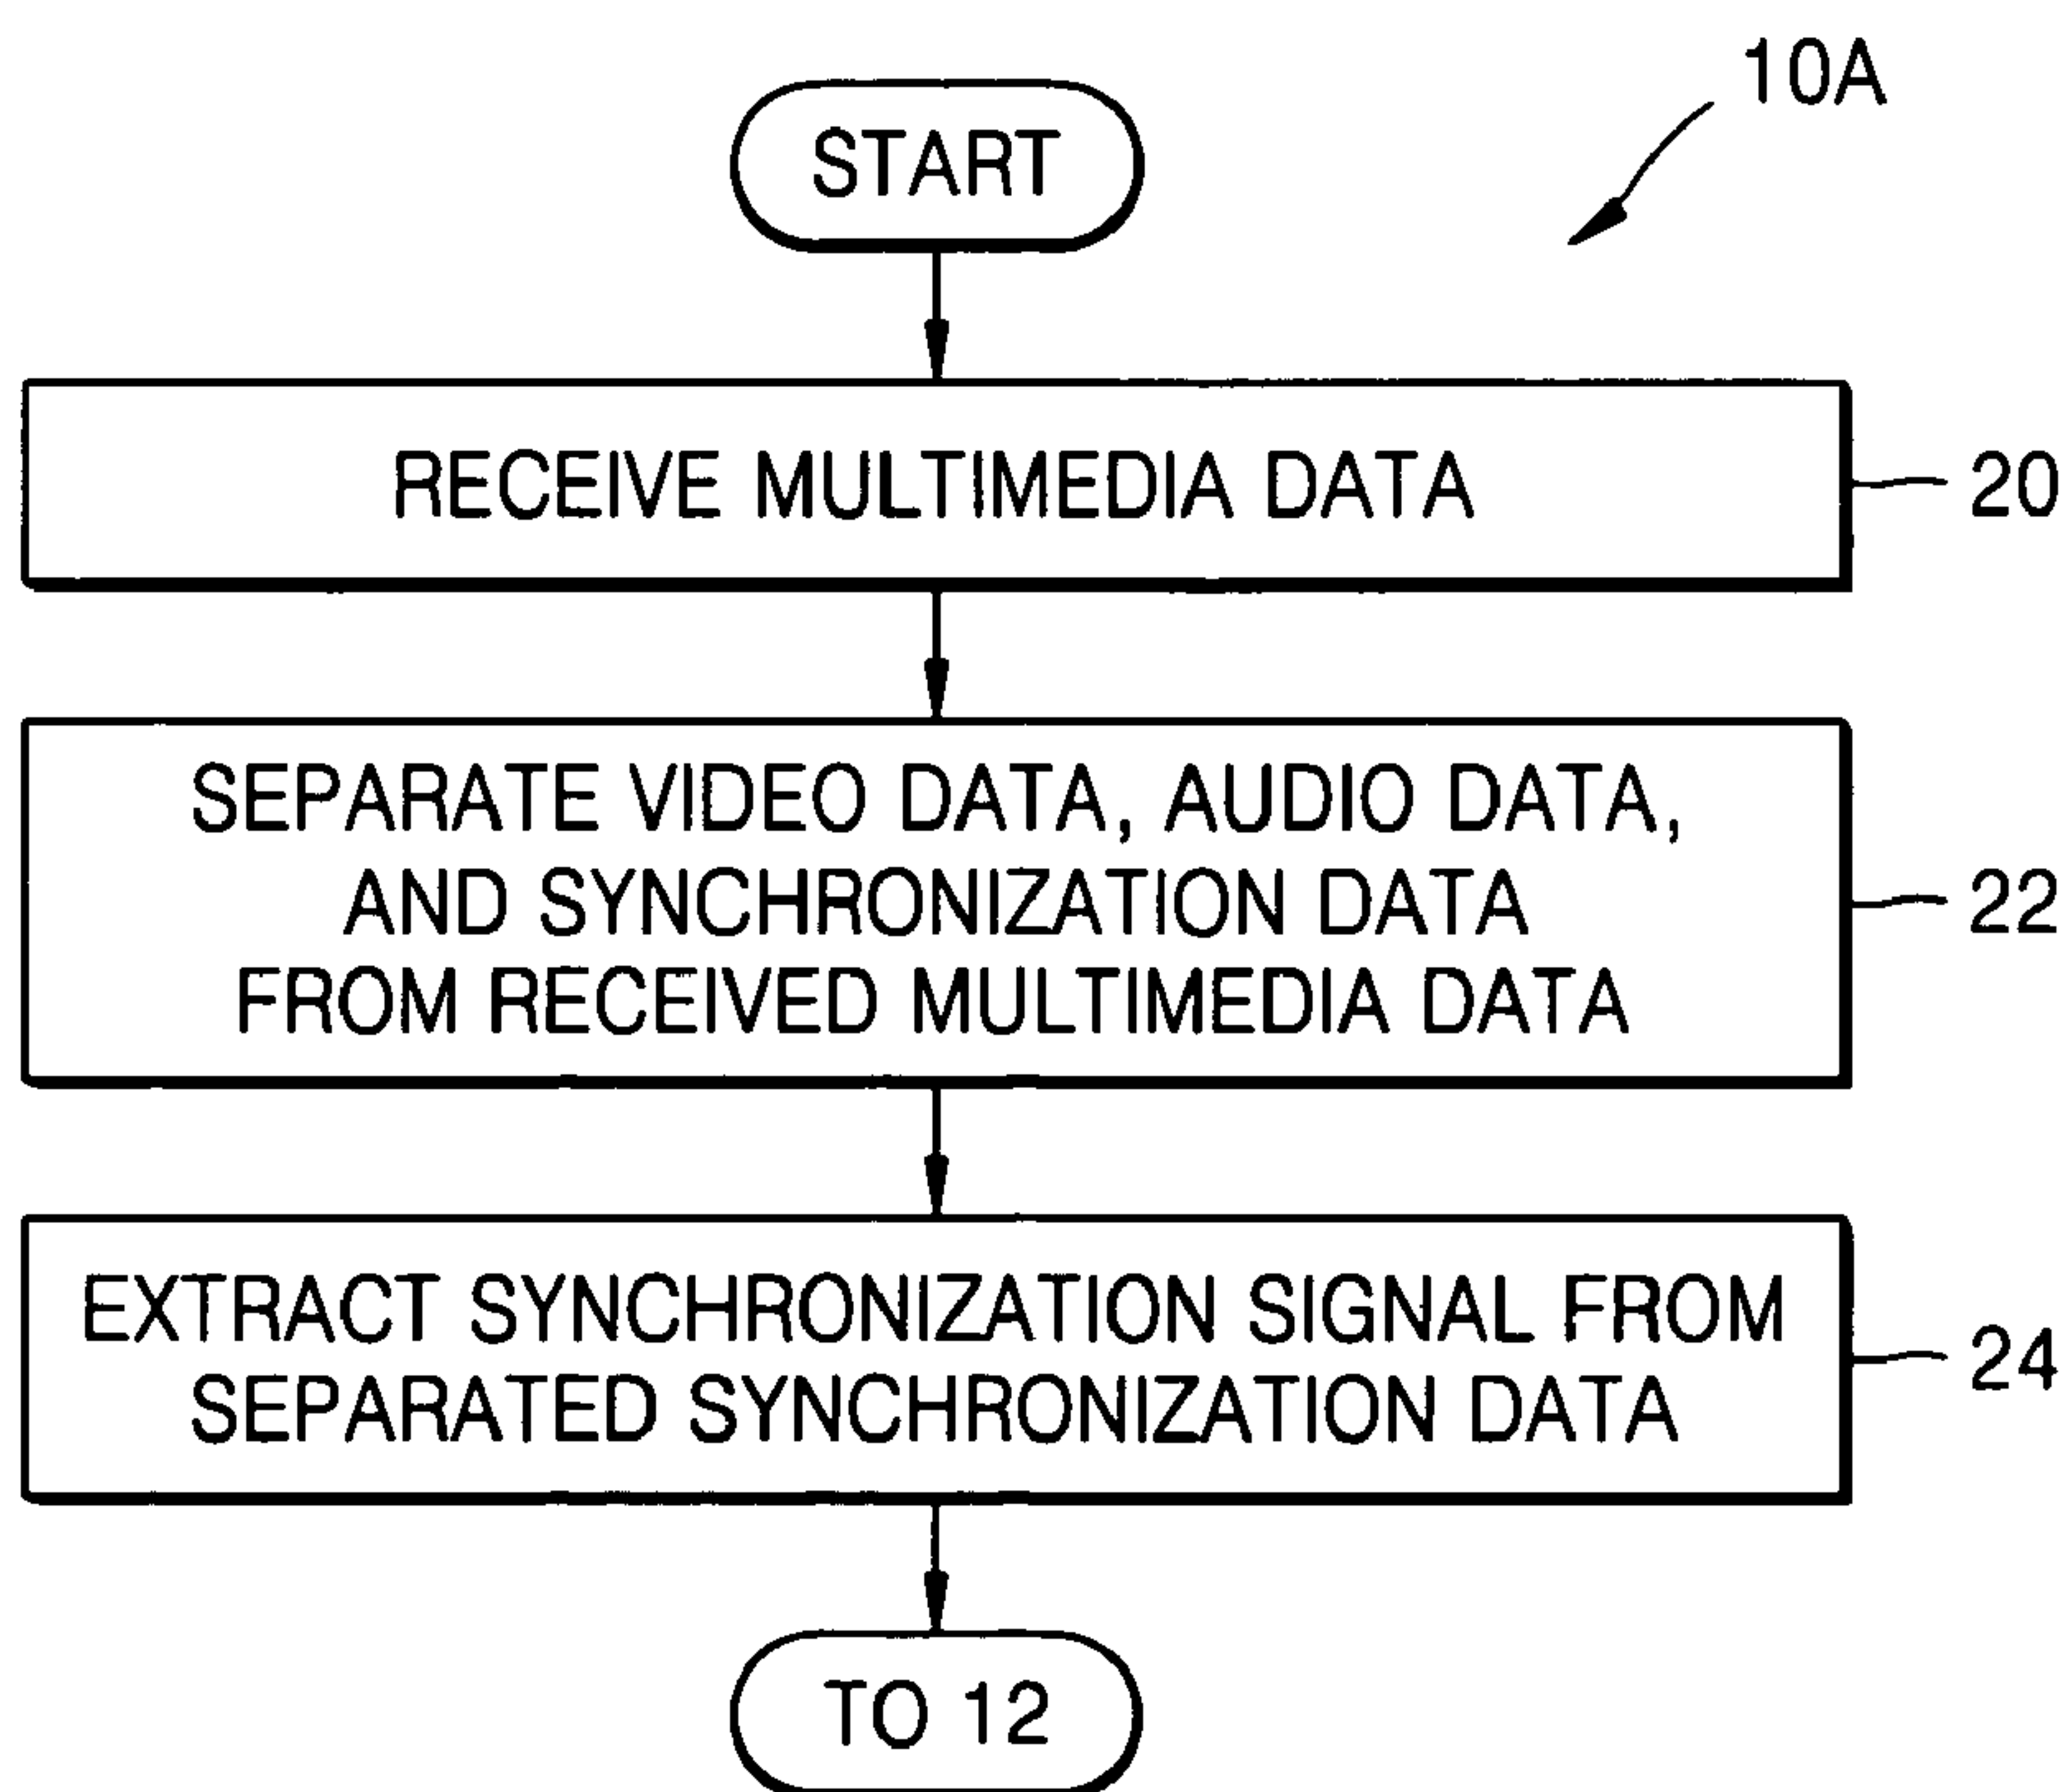 10A
START
RECEIVE MULTIMEDIA DATA
20
SEPARATE VIDEO DATA, AUDIO DATA,
AND SYNCHRONIZATION DATA
FROM RECEIVED MULTIMEDIA DATA
22
EXTRACT SYNCHRONIZATION SIGNAL FROM
SEPARATED SYNCHRONIZATION DATA
24
TO 12